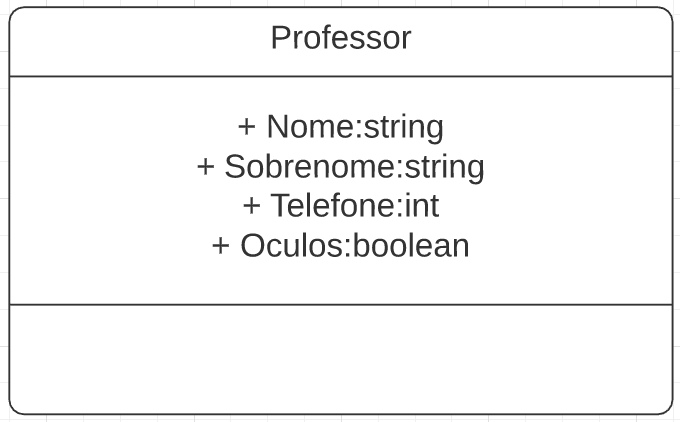 Professor
+ Nome:string
+ Sobrenome:string
+ Telefone:int
+ Oculos:boolean